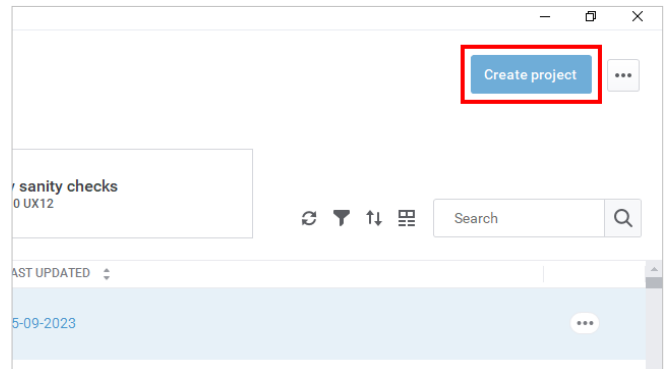 Create project
sanity checks
0 UX12
Search
AST UPDATED
5-09-2023